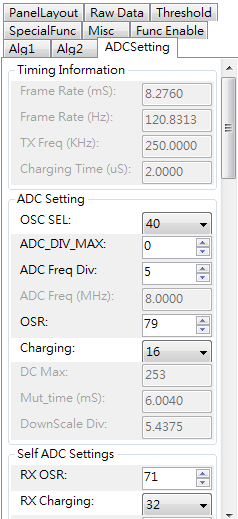 PanelLayout Raw Data Threshold
SpecialFunc Misc Func Enable
Alg1 Alg2 ADCSetting
Timing Information
Frame Rate (mS): 8.2760
Frame Rate (Hz): 120.8313
TX Freq (KHz): 250.0000
Charging Time (uS): 2.0000
ADC Setting
OSC SEL: 40
ADC_DIV_MAX: 0
ADC Freq Div: 5
ADC Freq (MHz): 8.0000
OSR: 79
Charging: 16
DC Max: 253
Mut_time (mS): 6.0040
DownScale Div: 5.4375
Self ADC Settings
RX OSR: 71
RX Charging: 32